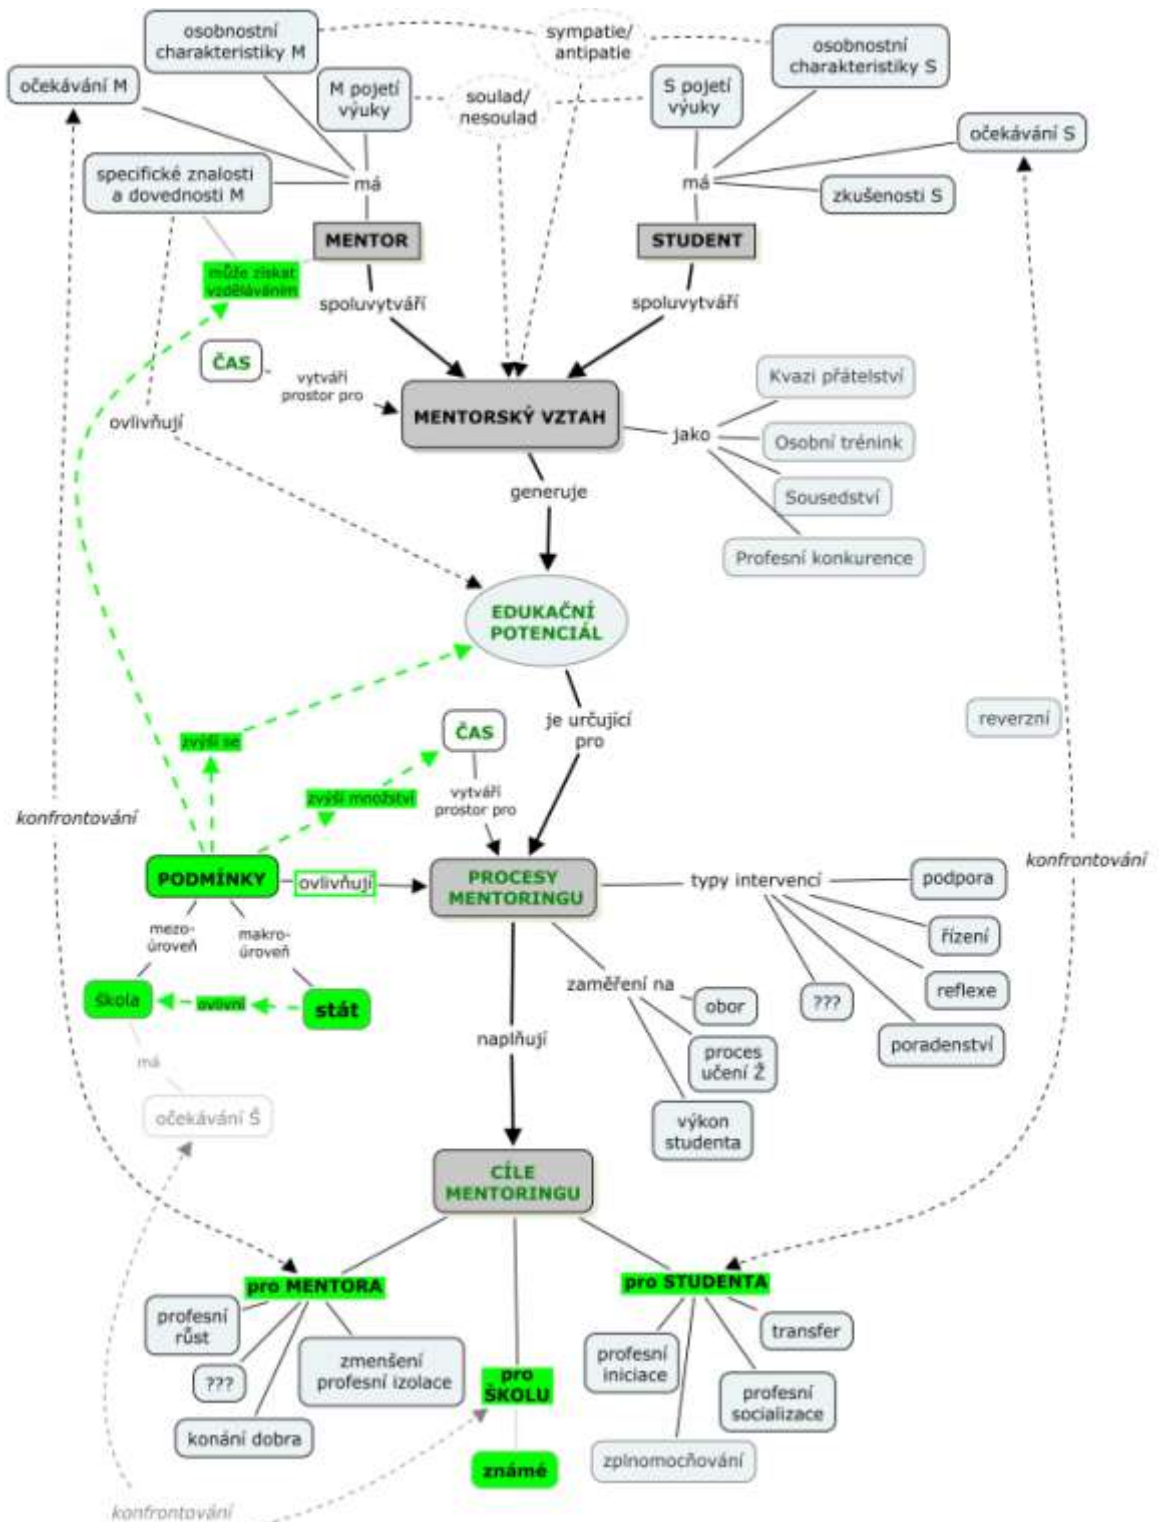 osobnostní
charakteristiky M
sympatie/
antipatie
osobnostní
charakteristiky S
očekávání M
M pojetí
výuky
soulad/
nesoulad
S pojetí
výuky
očekávání S
specifické znalosti
a dovednosti M
má
má
zkušenosti S
MENTOR
STUDENT
může získat
vzděláváním
spoluvytváří
spoluvytváří
ČAS
vytváří
prostor pro
MENTORSKÝ VZTAH
jako
Kvazi přátelství
Osobní trénink
Sousedství
Profesní konkurence
ovlivňují
generuje
EDUKAČNÍ
POTENCIÁL
reverzní
je určující
pro
ČAS
zvýší se
zvýší množství
vytváří
prostor pro
konfrontování
konfrontování
PODMÍNKY
ovlivňují
PROCESY
MENTORINGU
typy intervencí
podpora
řízení
reflexe
???
poradenství
mezo-
úroveň
makro-
úroveň
škola
ovlivní
stát
zaměření na
obor
proces
učení Ž
výkon
studenta
naplňují
má
očekávání Š
CÍLE
MENTORINGU
pro MENTORA
pro STUDENTA
profesní
růst
???
konání dobra
zmenšení
profesní izolace
pro
ŠKOLU
známé
profesní
iniciace
transfer
profesní
socializace
zplnomocňování
konfrontování